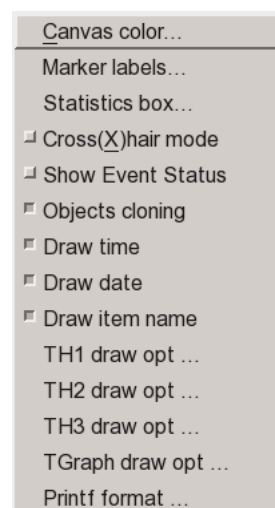 Canvas color...
Marker labels...
Statistics box...
Cross(X)hair mode
Show Event Status
Objects cloning
Draw time
Draw date
Draw item name
TH1 draw opt ...
TH2 draw opt ...
TH3 draw opt ...
TGraph draw opt ...
Printf format ...